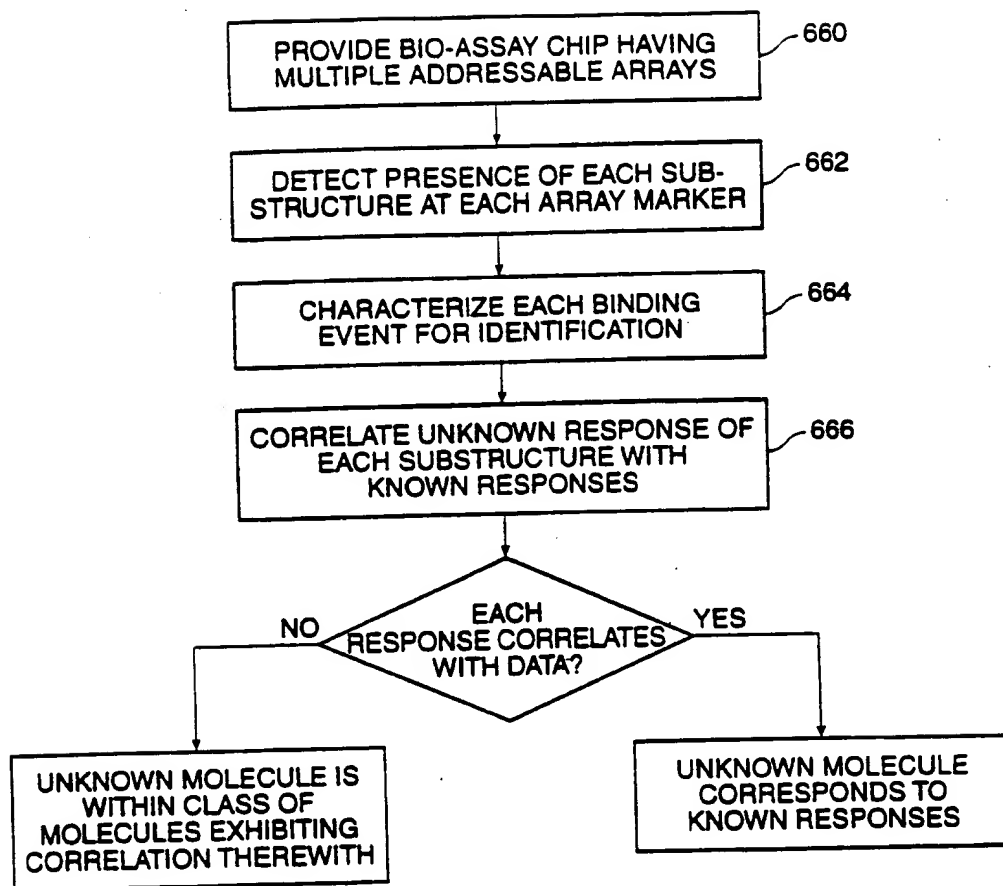 PROVIDE BIO-ASSAY CHIP HAVING
MULTIPLE ADDRESSABLE ARRAYS
660
DETECT PRESENCE OF EACH SUB-
STRUCTURE AT EACH ARRAY MARKER
662
CHARACTERIZE EACH BINDING
EVENT FOR IDENTIFICATION
664
CORRELATE UNKNOWN RESPONSE OF
EACH SUBSTRUCTURE WITH
KNOWN RESPONSES
666
EACH
RESPONSE CORRELATES
WITH DATA?
NO
YES
UNKNOWN MOLECULE IS
WITHIN CLASS OF
MOLECULES EXHIBITING
CORRELATION THEREWITH
UNKNOWN MOLECULE
CORRESPONDS TO
KNOWN RESPONSES